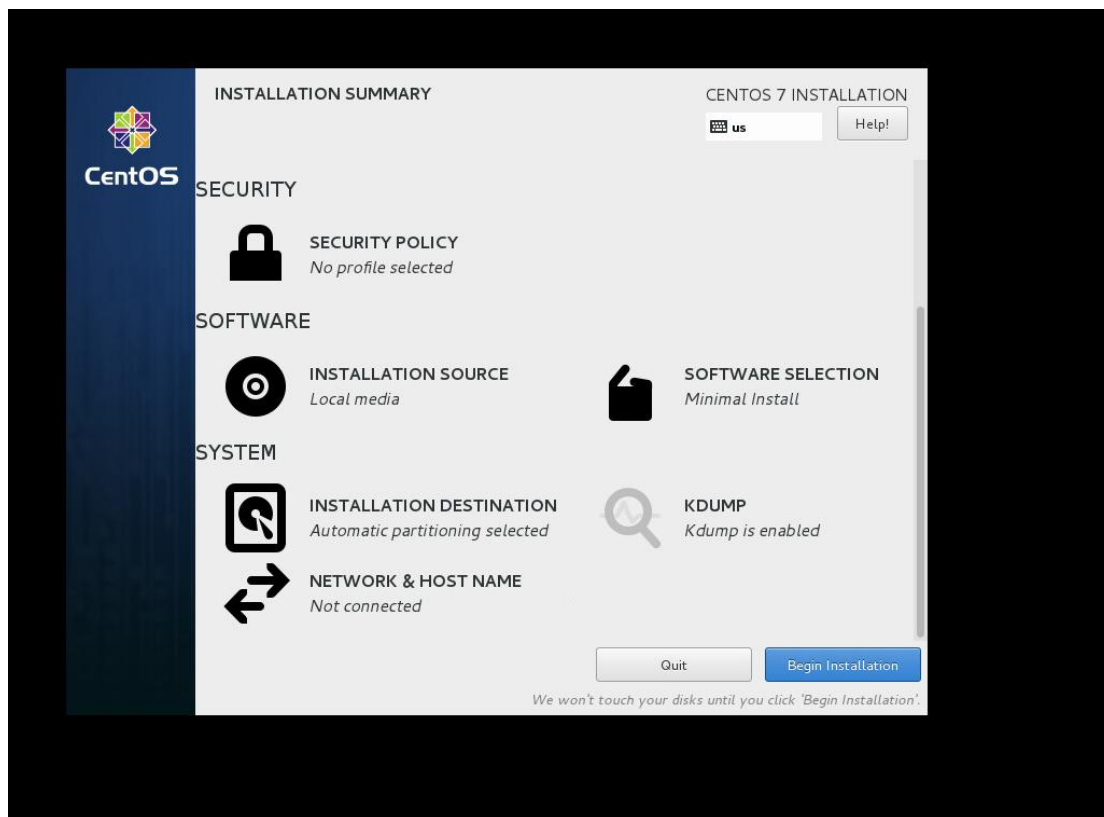 INSTALLATION SUMMARY
CENTOS 7 INSTALLATION
us
Help!
CentOS
SECURITY
SECURITY POLICY
No profile selected
SOFTWARE
INSTALLATION SOURCE
Local media
SOFTWARE SELECTION
Minimal Install
SYSTEM
INSTALLATION DESTINATION
Automatic partitioning selected
KDUMP
Kdump is enabled
NETWORK & HOST NAME
Not connected
Quit
Begin Installation
We won't touch your disks until you click 'Begin Installation'.